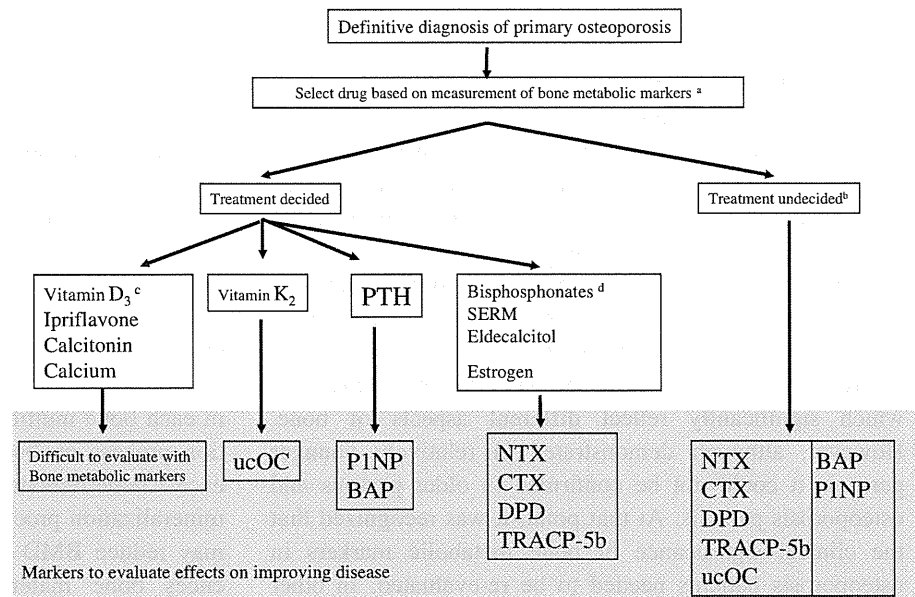 Definitive diagnosis of primary osteoporosis
Select drug based on measurement of bone metabolic markers a
Treatment decided
Treatment undecided b
Vitamin D3 c
Ipriflavone
Calcitonin
Calcium
Vitamin K2
PTH
Bisphosphonates d
SERM
Eldecalcitol
Estrogen
Difficult to evaluate with
Bone metabolic markers
ucOC
P1NP
BAP
NTX
CTX
DPD
TRACP-5b
NTX
CTX
DPD
TRACP-5b
ucOC
BAP
P1NP
Markers to evaluate effects on improving disease